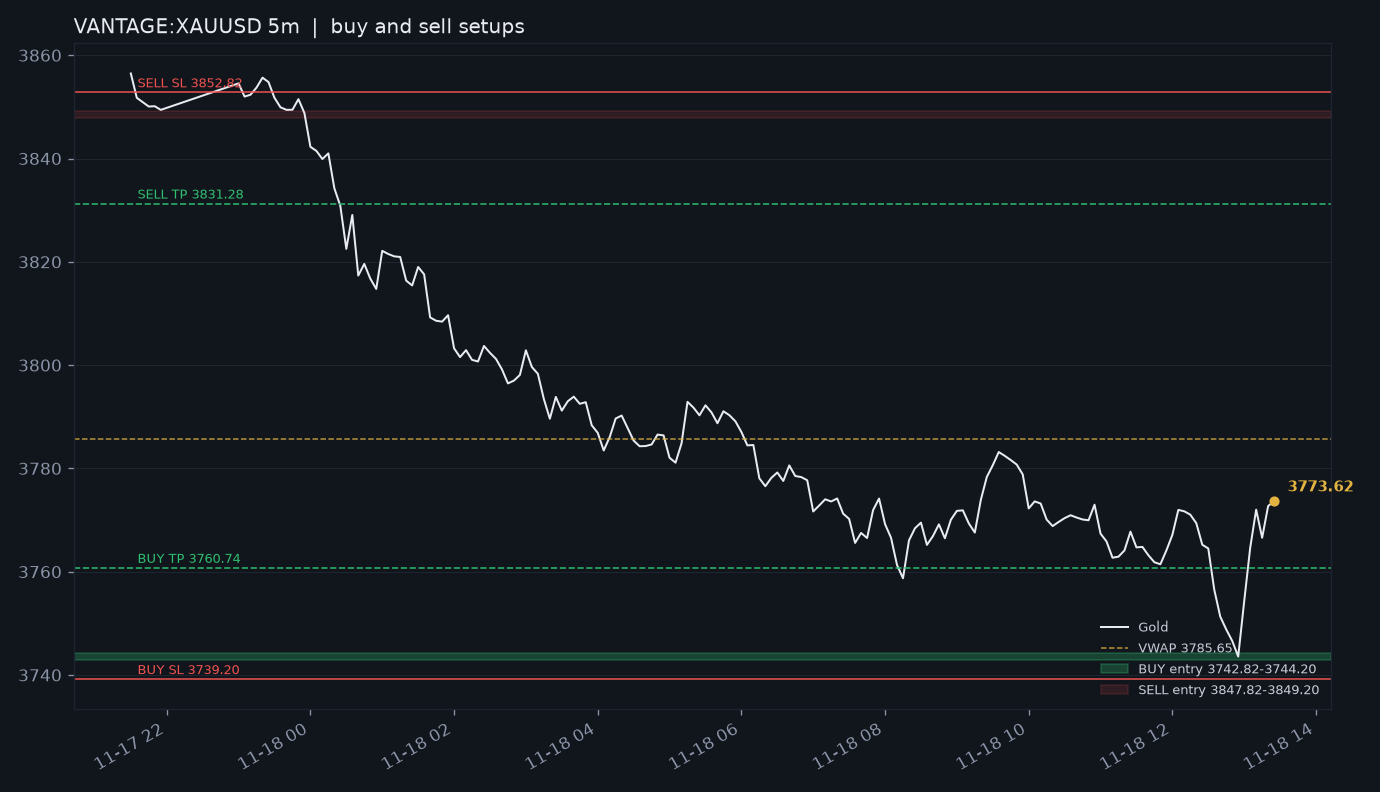 VANTAGE:XAUUSD 5m | buy and sell setups
3860
SELL SL 3852.82
3840
SELL TP 3831.28
3820
3800
3780
3773.62
BUY TP 3760.74
3760
Gold
VWAP 3785.65
BUY entry 3742.82-3744.20
SELL entry 3847.82-3849.20
BUY SL 3739.20
3740
11-17 22
11-18 00
11-18 02
11-18 04
11-18 06
11-18 08
11-18 10
11-18 12
11-18 14